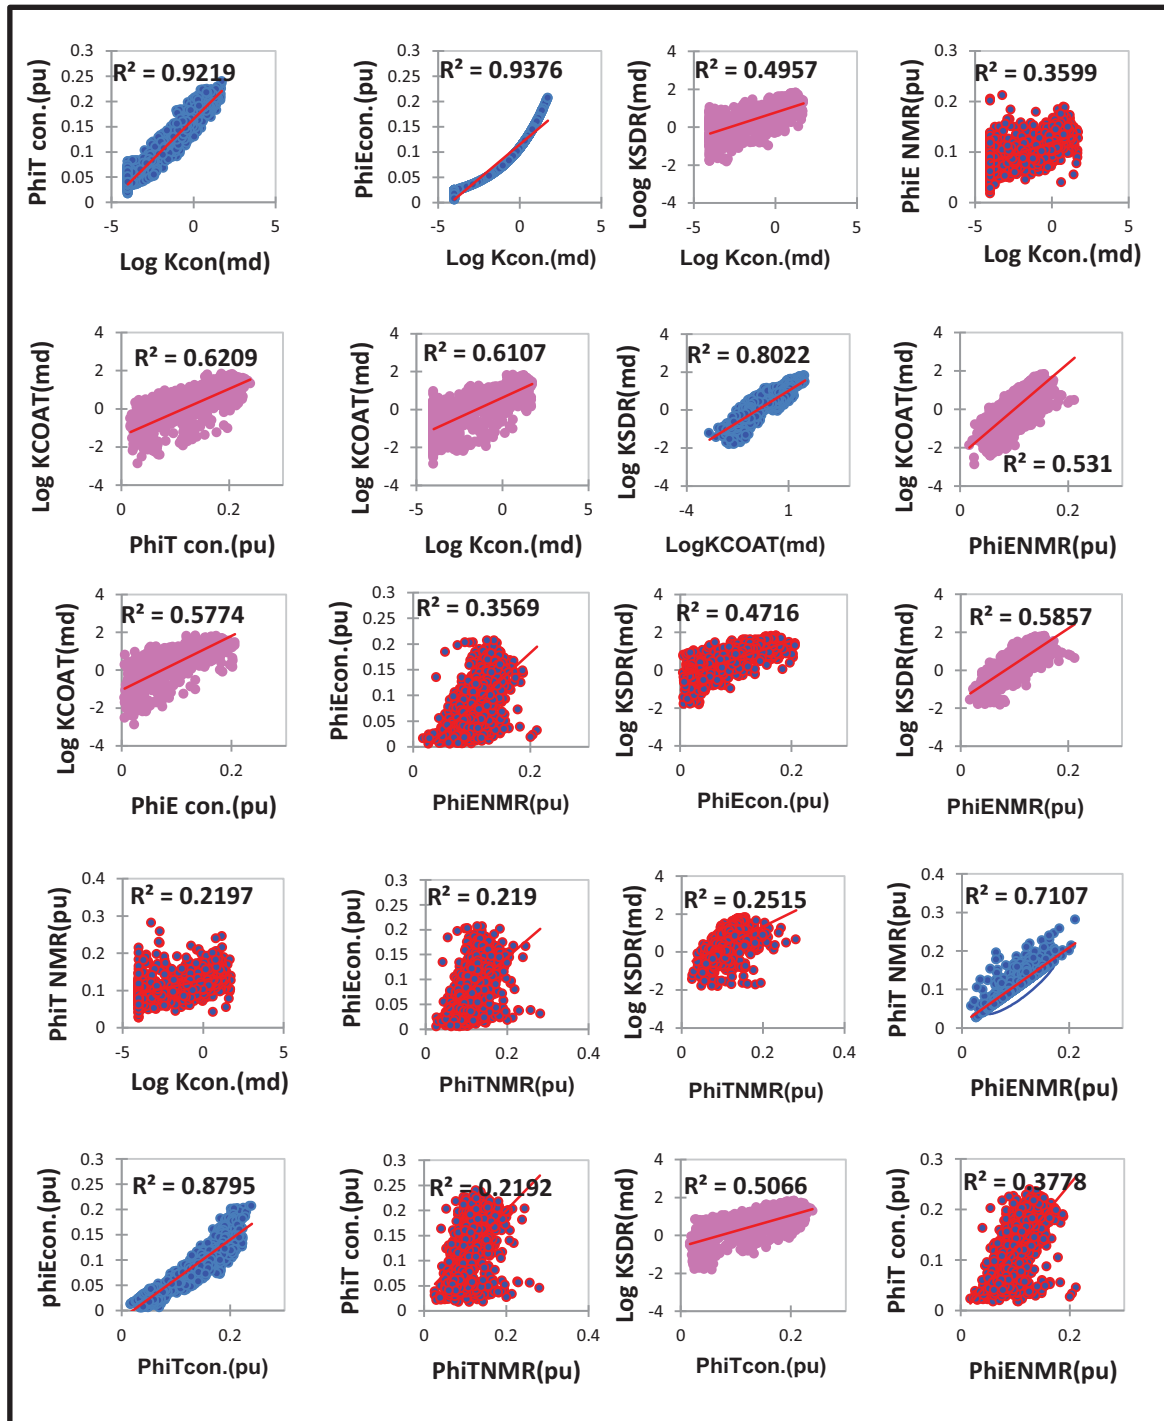 R² = 0.9219
0.3
0.25
0.2
0.15
0.1
0.05
0
-5 0 5
PhiT con.(pu)
Log Kcon(md)
R² = 0.9376
0.3
0.25
0.2
0.15
0.1
0.05
0
-5 0 5
PhiEcon.(pu)
Log Kcon.(md)
R² = 0.4957
4
2
0
-2
-4
-5 0 5
Loog KSDR(md)
Log Kcon.(md)
R² = 0.3599
0.3
0.25
0.2
0.15
0.1
0.05
0
-5 0 5
PhiE NMR(pu)
Log Kcon.(md)
R² = 0.6209
4
2
0
-2
-4
0 0.2
Log KCOAT(md)
PhiT con.(pu)
R² = 0.6107
4
2
0
-2
-4
-5 0 5
Log KCOAT(md)
Log Kcon.(md)
R² = 0.8022
4
2
0
-2
-4
-4 1
Log KSDR(md)
LogKCOAT(md)
R² = 0.531
4
2
0
-2
-4
0 0.2
Log KCOAT(md)
PhiENMR(pu)
R² = 0.5774
4
2
0
-2
-4
0 0.2
Log KCOAT(md)
PhiE con.(pu)
R² = 0.3569
0.3
0.25
0.2
0.15
0.1
0.05
0
0 0.2
PhiEcon.(pu)
PhiENMR(pu)
R² = 0.4716
4
2
0
-2
-4
0 0.2
Log KSDR(md)
PhiEcon.(pu)
R² = 0.5857
4
2
0
-2
-4
0 0.2
Log KSDR(md)
PhiENMR(pu)
R² = 0.2197
0.4
0.3
0.2
0.1
0
-5 0 5
PhiT NMR(pu)
Log Kcon.(md)
R² = 0.219
0.3
0.25
0.2
0.15
0.1
0.05
0
0 0.2 0.4
PhiEcon.(pu)
PhiTNMR(pu)
R² = 0.2515
4
2
0
-2
-4
0 0.2 0.4
Log KSDR(md)
PhiTNMR(pu)
R² = 0.7107
0.4
0.3
0.2
0.1
0
0 0.2
PhiT NMR(pu)
PhiENMR(pu)
R² = 0.8795
0.3
0.25
0.2
0.15
0.1
0.05
0
0 0.2
phiEcon.(pu)
PhiTcon.(pu)
R² = 0.2192
0.3
0.25
0.2
0.15
0.1
0.05
0
0 0.2 0.4
PhiT con.(pu)
PhiTNMR(pu)
R² = 0.5066
4
2
0
-2
-4
0 0.2
Log KSDR(md)
PhiTcon.(pu)
R² = 0.3778
0.3
0.25
0.2
0.15
0.1
0.05
0
0 0.2
PhiT con.(pu)
PhiENMR(pu)